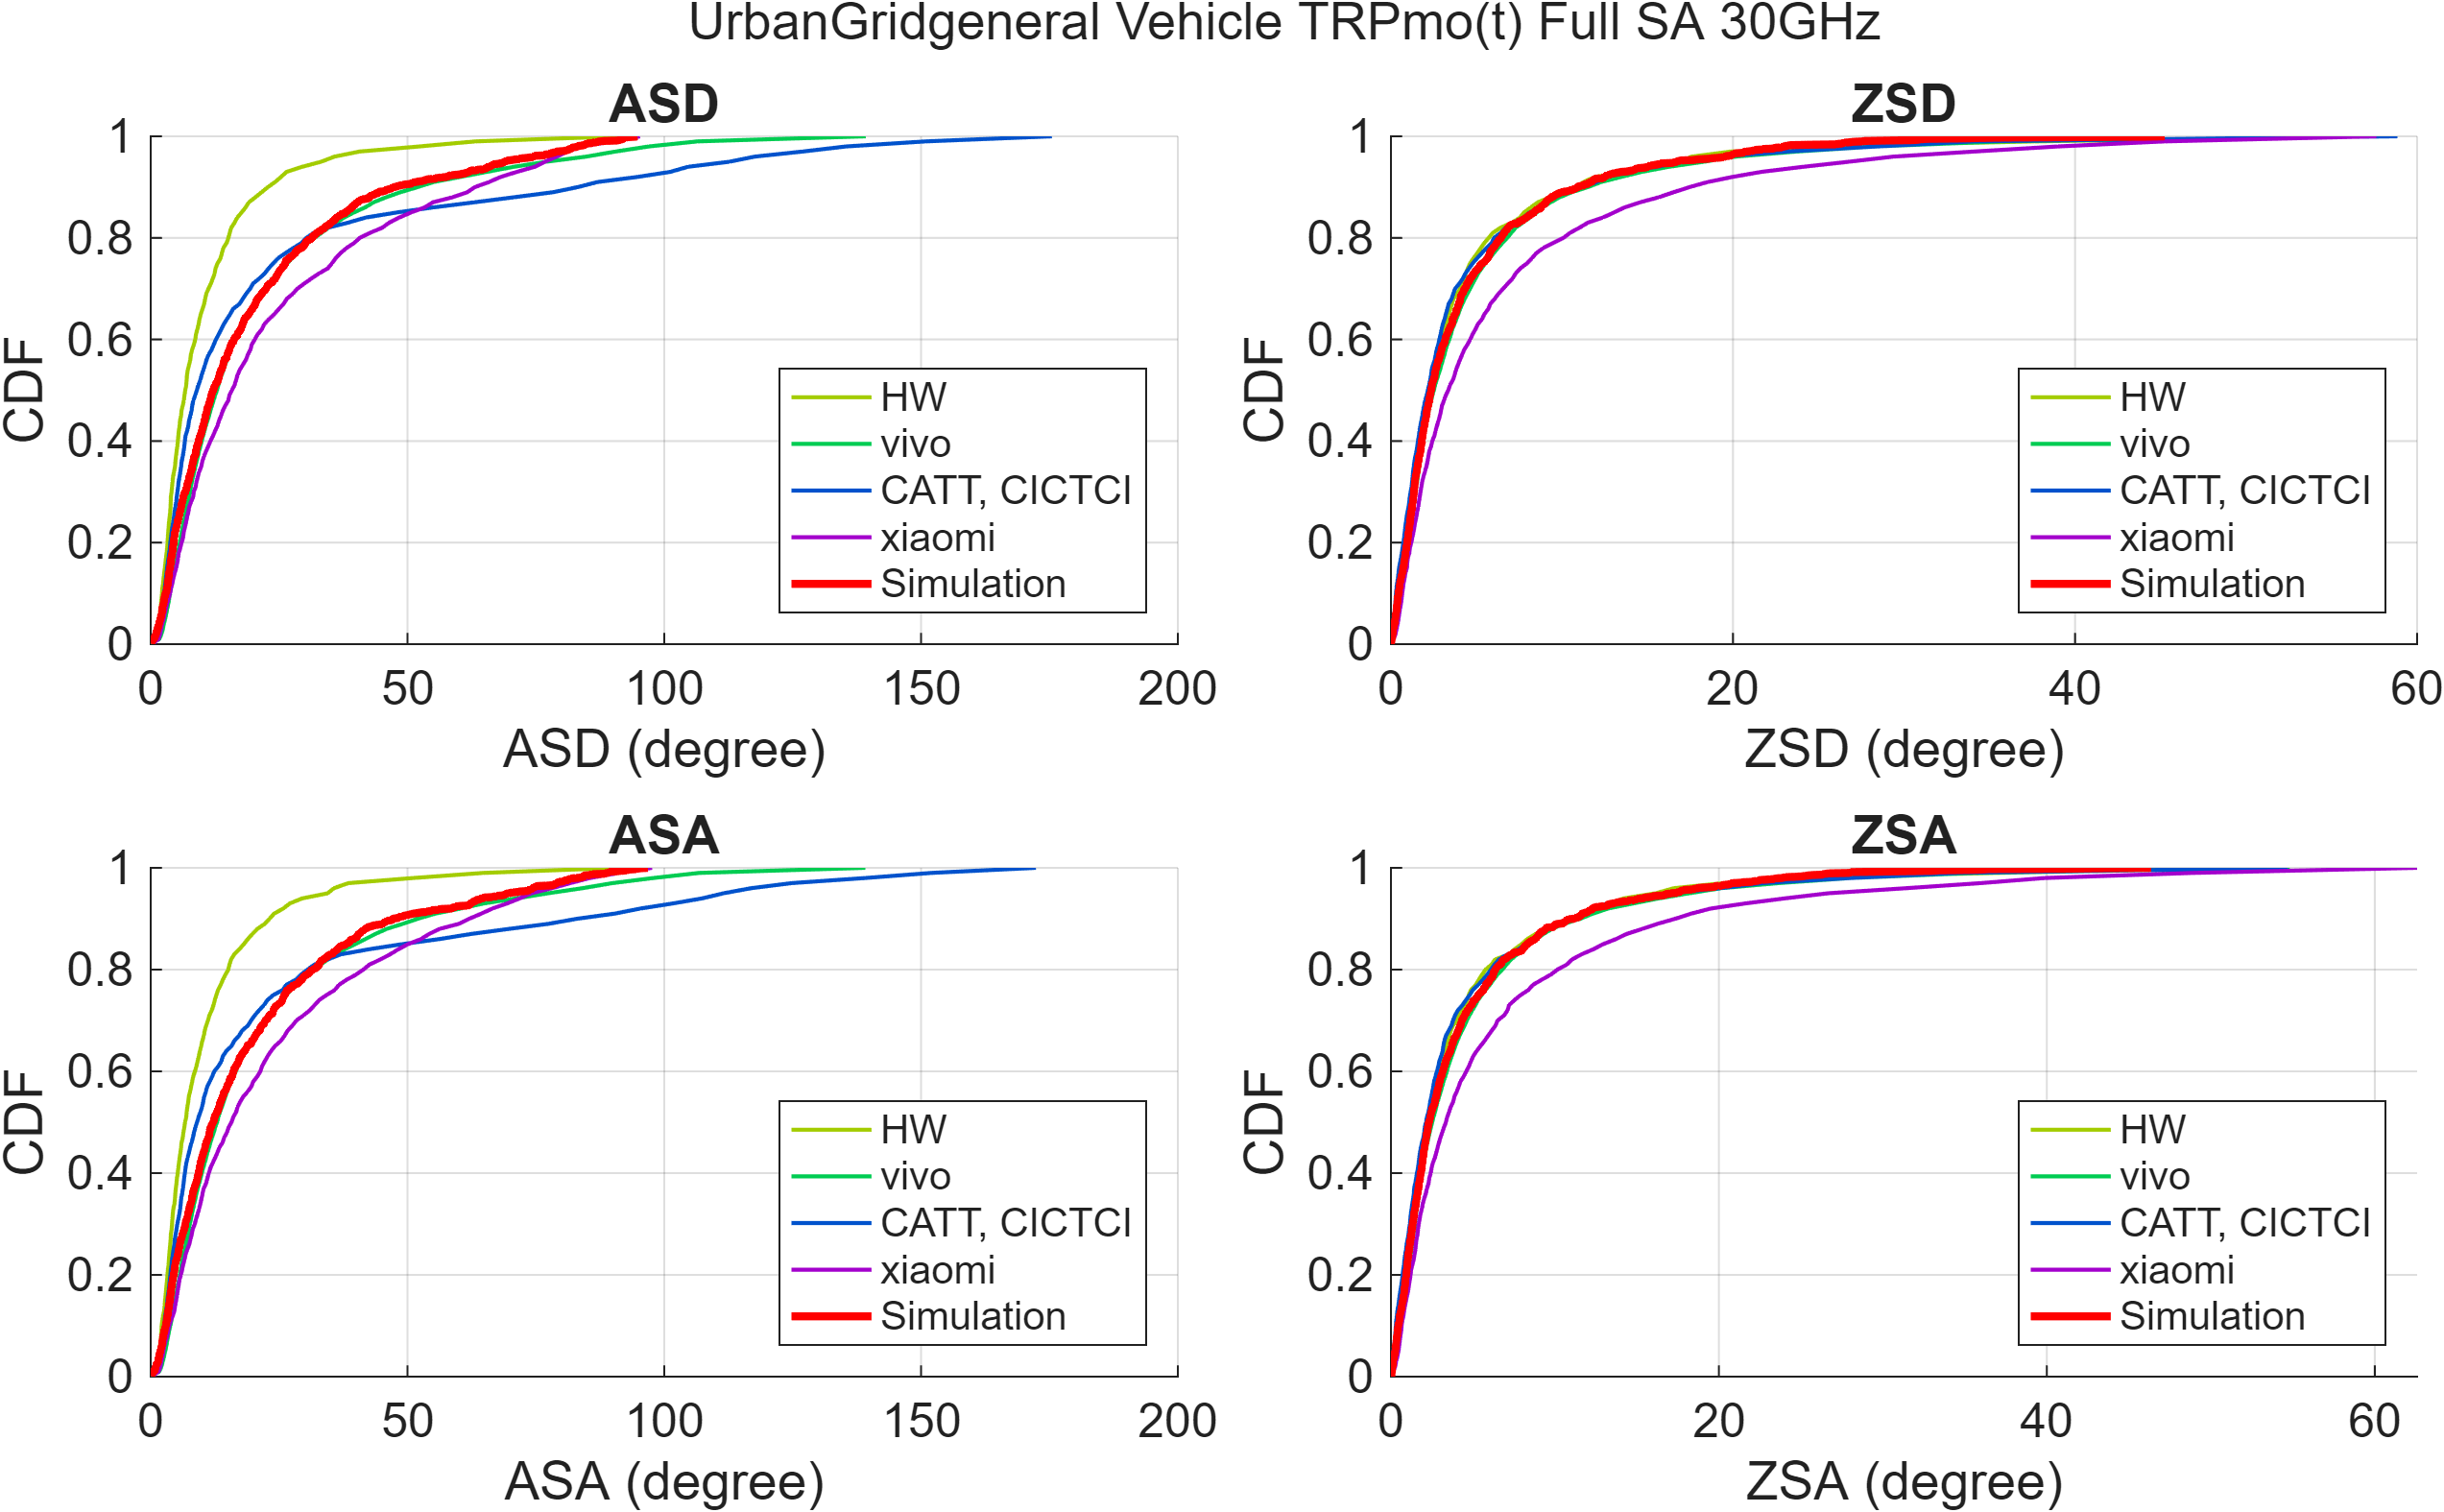 UrbanGridgeneral Vehicle TRPmo(t) Full SA 30GHz
ASD
CDF
1
0.8
0.6
0.4
0.2
0
0
50
100
150
200
ASD (degree)
HW
vivo
CATT, CICTCI
xiaomi
Simulation
ZSD
CDF
1
0.8
0.6
0.4
0.2
0
0
20
40
60
ZSD (degree)
HW
vivo
CATT, CICTCI
xiaomi
Simulation
ASA
CDF
1
0.8
0.6
0.4
0.2
0
0
50
100
150
200
ASA (degree)
HW
vivo
CATT, CICTCI
xiaomi
Simulation
ZSA
CDF
1
0.8
0.6
0.4
0.2
0
0
20
40
60
ZSA (degree)
HW
vivo
CATT, CICTCI
xiaomi
Simulation